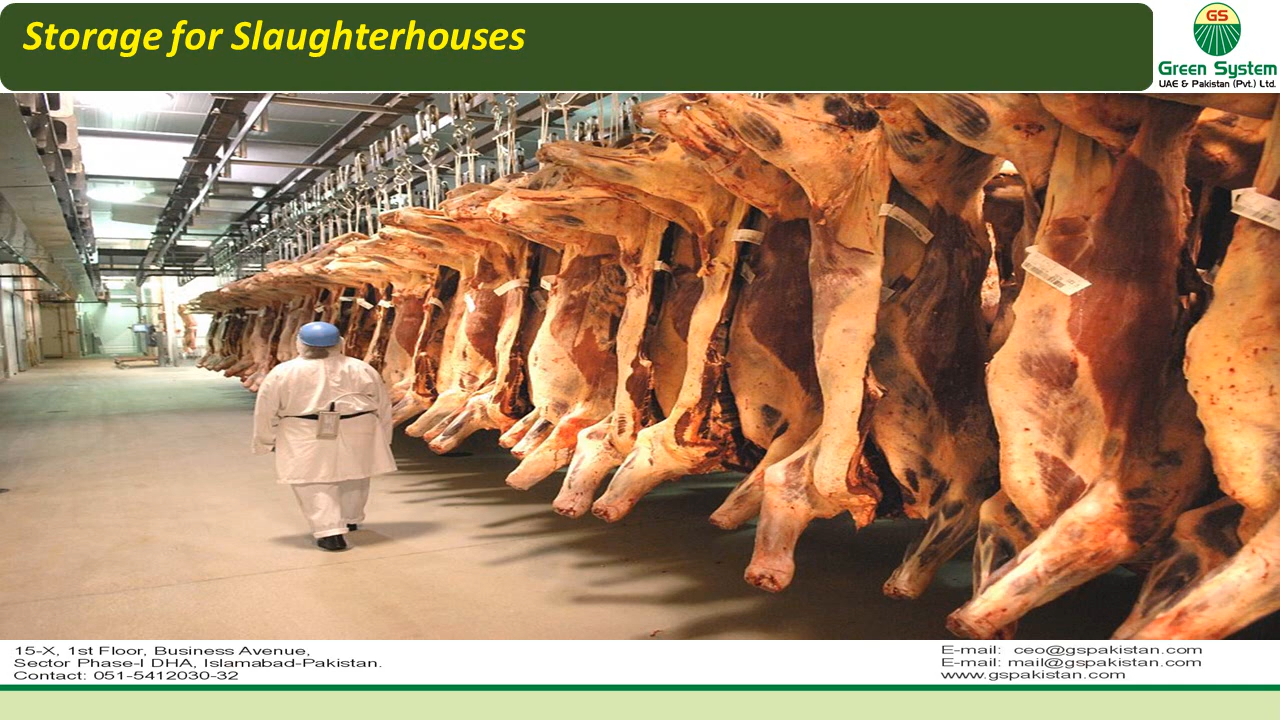 Storage for Slaughterhouses
GS
Green System
UAE & Pakistan (Pvt.) Ltd.
15-X, 1st Floor, Business Avenue,
Sector Phase-I DHA, Islamabad-Pakistan.
Contact: 051-5412030-32
E-mail: ceo@gspakistan.com
E-mail: mail@gspakistan.com
www.gspakistan.com